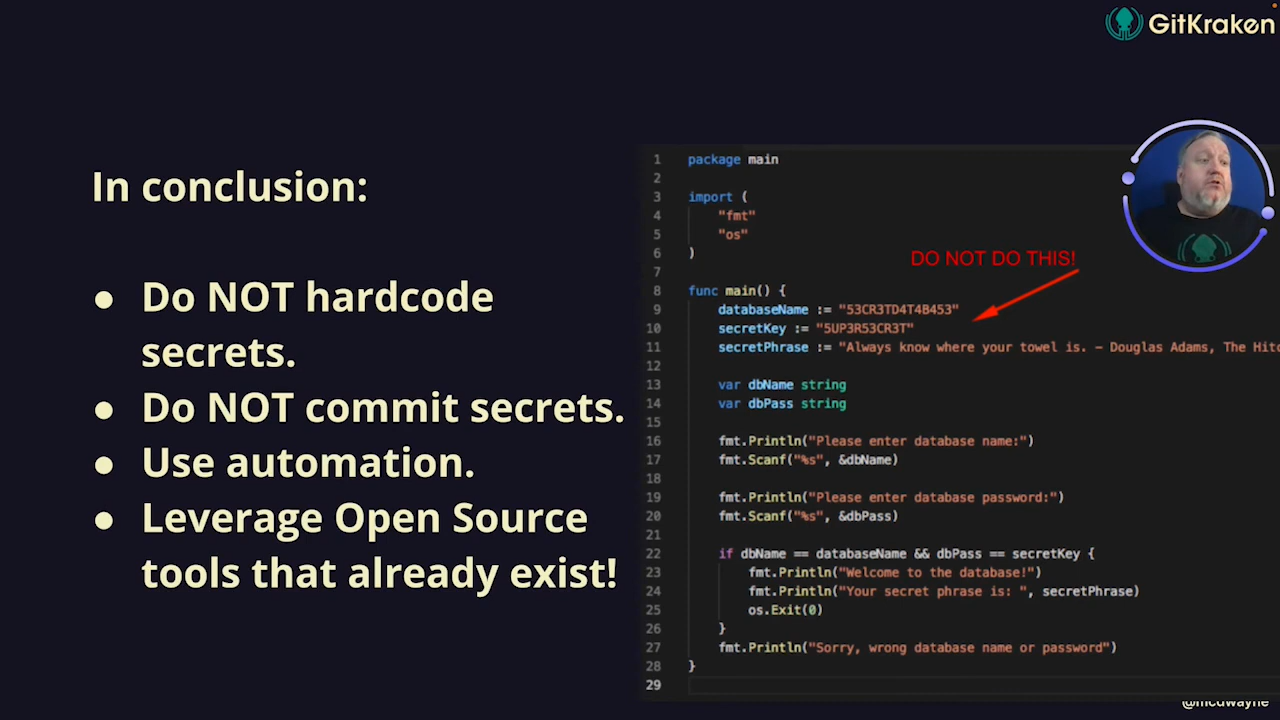 GitKraken
In conclusion:
● Do NOT hardcode
secrets.
● Do NOT commit secrets.
● Use automation.
● Leverage Open Source
tools that already exist!
1 package main
2
3 import (
4 "fmt"
5 "os"
6 )
7
DO NOT DO THIS!
8 func main() {
9 databaseName := "53CR3TD4T4B453"
10 secretKey := "5UP3R53CR3T"
11 secretPhrase := "Always know where your towel is. – Douglas Adams, The Hitc
12
13 var dbName string
14 var dbPass string
15
16 fmt.Println("Please enter database name:")
17 fmt.Scanf("%s", &dbName)
18
19 fmt.Println("Please enter database password:")
20 fmt.Scanf("%s", &dbPass)
21
22 if dbName == databaseName && dbPass == secretKey {
23 fmt.Println("Welcome to the database!")
24 fmt.Println("Your secret phrase is: ", secretPhrase)
25 os.Exit(0)
26 }
27 fmt.Println("Sorry, wrong database name or password")
28 }
29
@mcdwayne